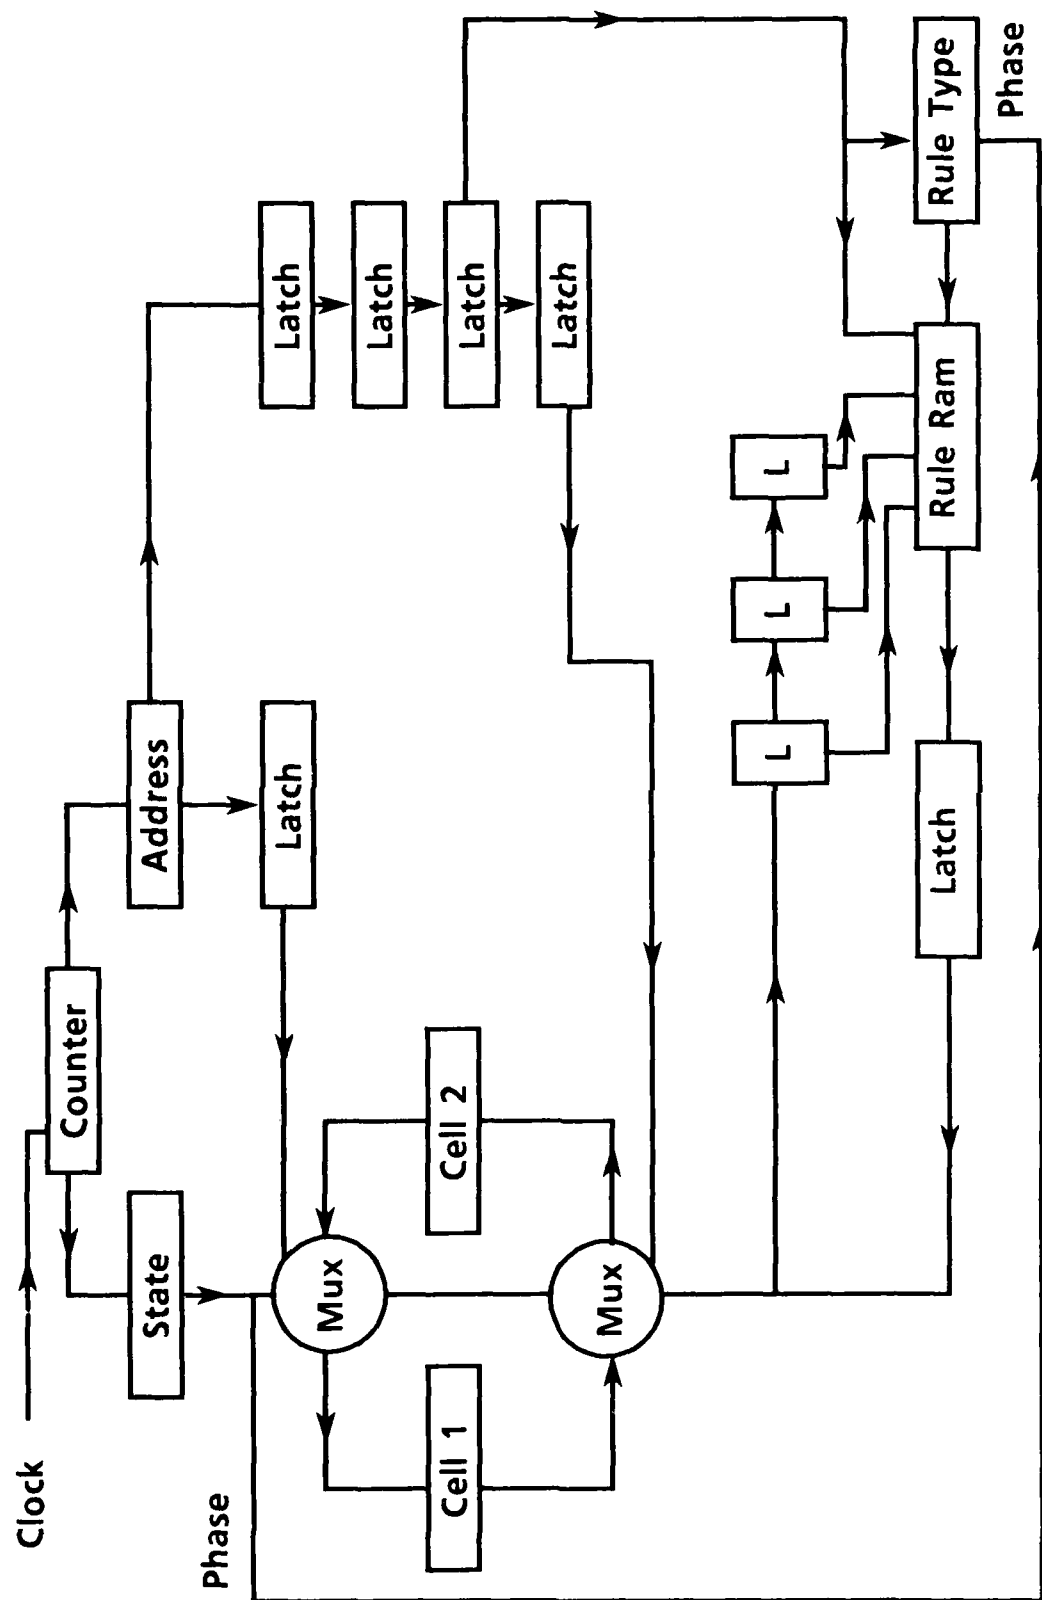 Clock
Counter
State
Address
Phase
Mux
Latch
Latch
Cell 1
Cell 2
Latch
Latch
Mux
Latch
L
L
L
Latch
Rule Ram
Rule Type
Phase